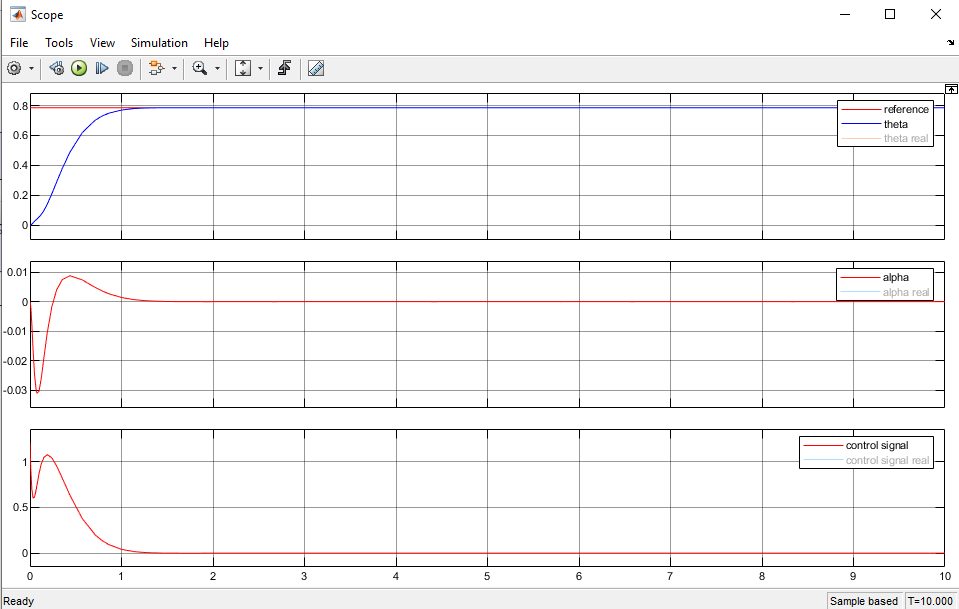 Scope
File Tools View Simulation Help
0.8
0.6
0.4
0.2
0
reference
theta
theta real
0.01
0
-0.01
-0.02
-0.03
alpha
alpha real
1
0.5
0
control signal
control signal real
0 1 2 3 4 5 6 7 8 9 10
Ready Sample based T=10.000